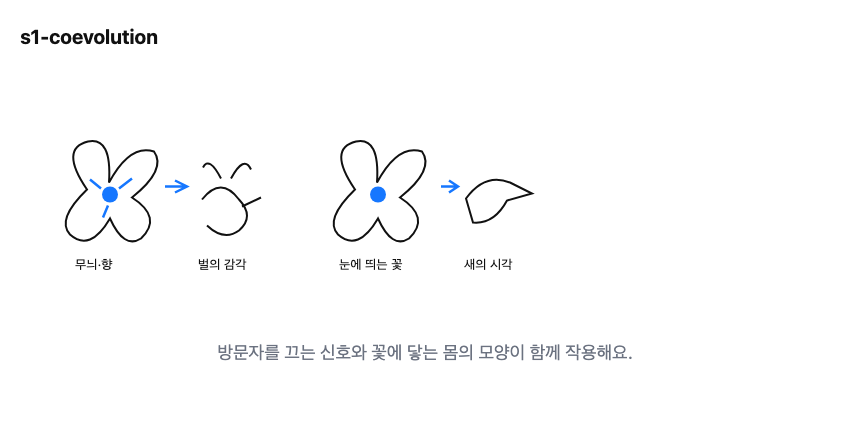 s1-coevolution
무늬·향
벌의 감각
눈에 띄는 꽃
새의 시각
방문자를 끄는 신호와 꽃에 닿는 몸의 모양이 함께 작용해요.